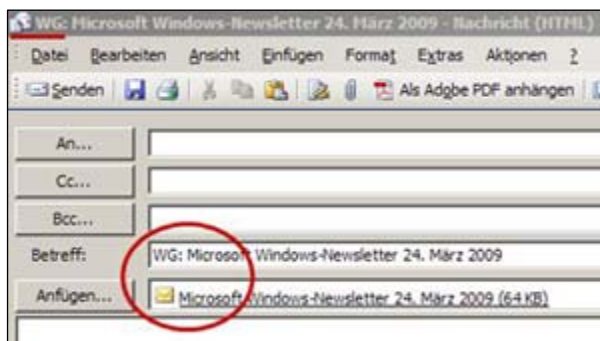 WG: Microsoft Windows-Newsletter 24. März 2009 - Nachricht (HTML)
Datei Bearbeiten Ansicht Einfügen Format Extras Aktionen ?
Senden Als Adobe PDF anhängen
An...
Cc...
Bcc...
Betreff: WG: Microsoft Windows-Newsletter 24. März 2009
Anfügen... Microsoft Windows-Newsletter 24. März 2009 (64 KB)